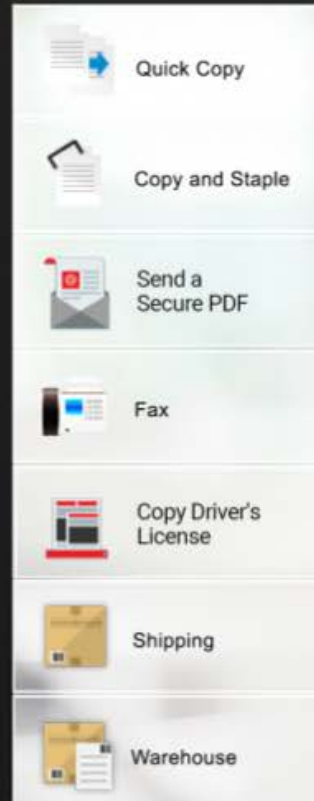 Quick Copy
Copy and Staple
Send a
Secure PDF
Fax
Copy Driver's
License
Shipping
Warehouse